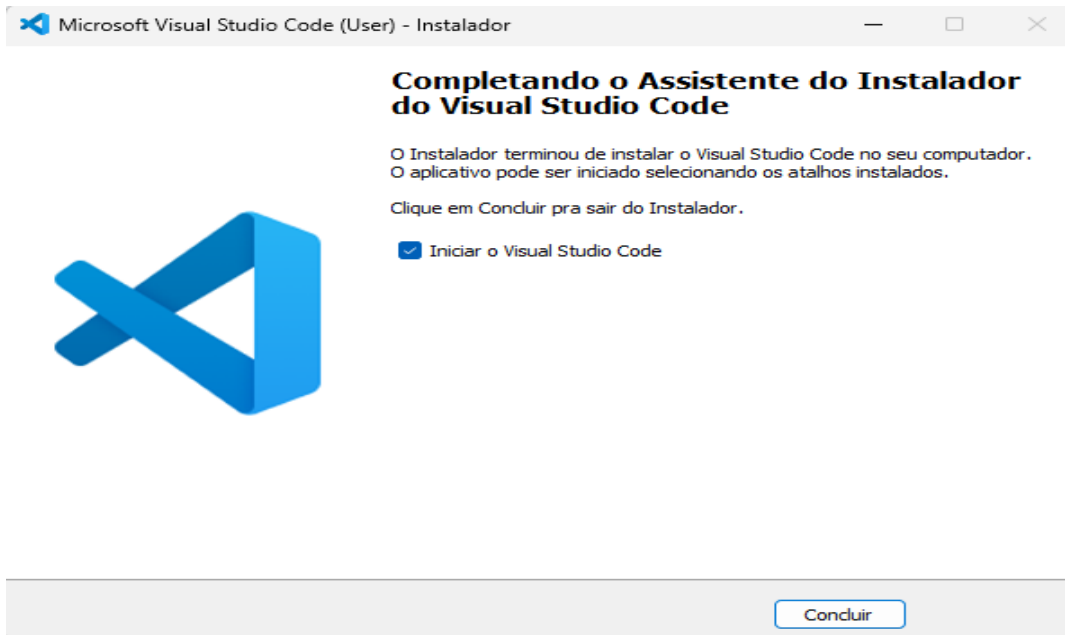 Microsoft Visual Studio Code (User) - Instalador
Completando o Assistente do Instalador
do Visual Studio Code
O Instalador terminou de instalar o Visual Studio Code no seu computador.
O aplicativo pode ser iniciado selecionando os atalhos instalados.
Clique em Concluir pra sair do Instalador.
Iniciar o Visual Studio Code
Concluir